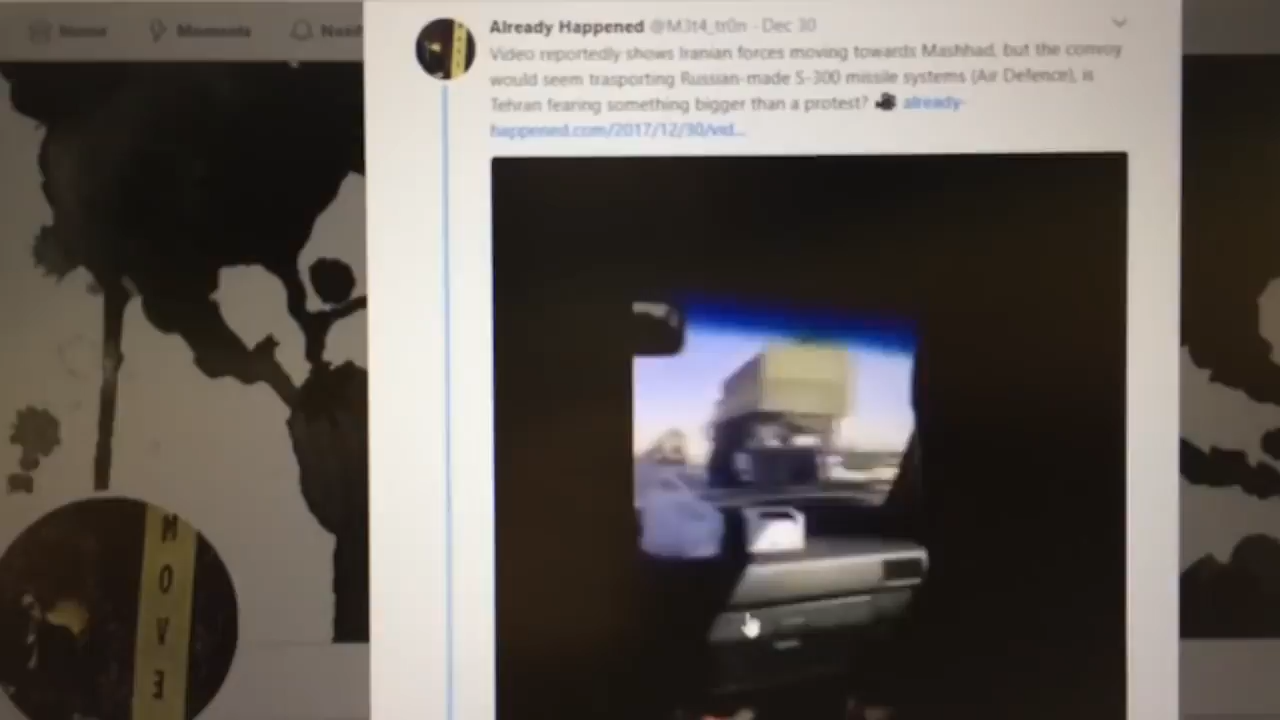 Home Moments
Already Happened @M3t4_tr0n - Dec 30
Video reportedly shows Iranian forces moving towards Mashhad, but the convoy
would seem trasporting Russian-made S-300 missile systems (Air Defence), is
Tehran fearing something bigger than a protest? already-
happened.com/2017/12/30/vid...
MOVE